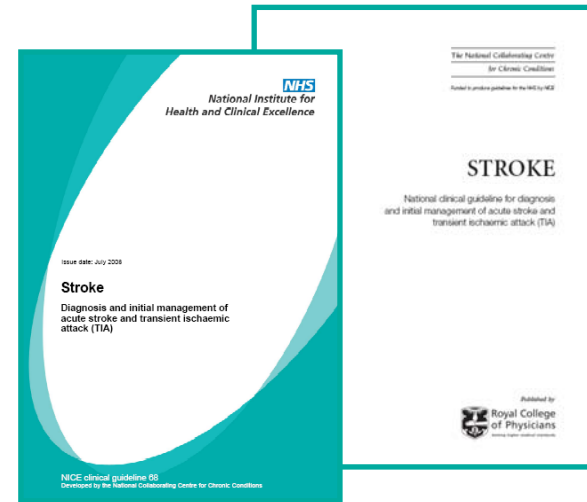 NHS
National Institute for
Health and Clinical Excellence
Issue date: July 2008
Stroke
Diagnosis and initial management of
acute stroke and transient ischaemic
attack (TIA)
NICE clinical guideline 68
Developed by the National Collaborating Centre for Chronic Conditions
The National Collaborating Centre
for Chronic Conditions
Funded to produce guidelines for the NHS by NICE
STROKE
National clinical guideline for diagnosis
and initial management of acute stroke and
transient ischaemic attack (TIA)
Published by
Royal College
of Physicians
Setting higher medical standards